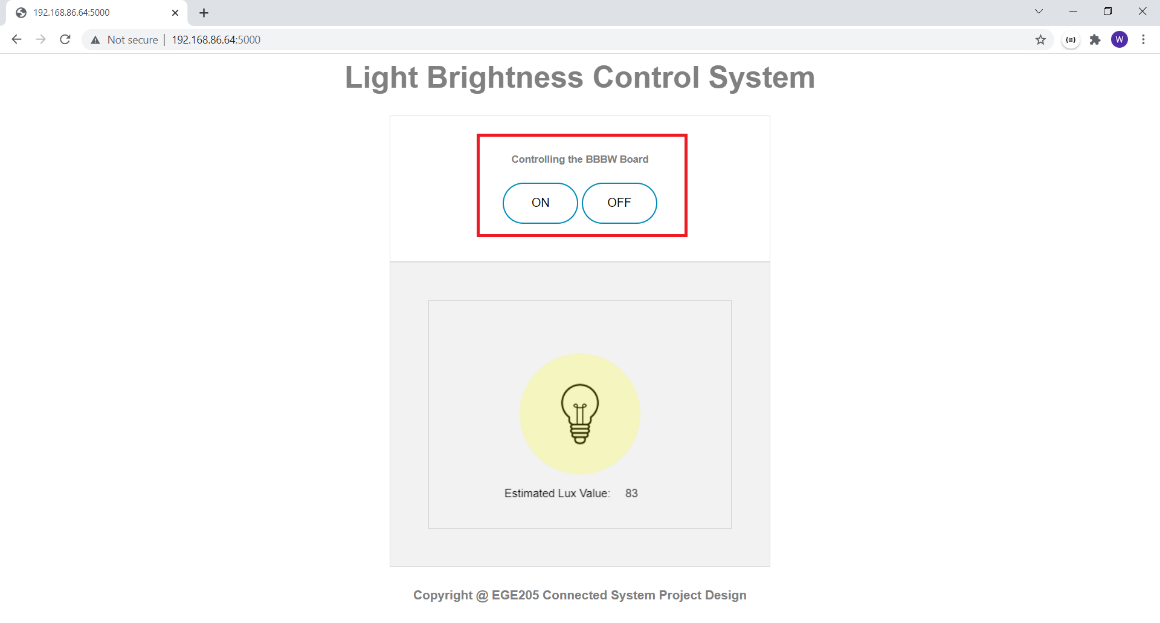 192.168.86.64:5000
Not secure | 192.168.86.64:5000
{a}
W
Light Brightness Control System
Controlling the BBBW Board
ON OFF
Estimated Lux Value: 83
Copyright @ EGE205 Connected System Project Design